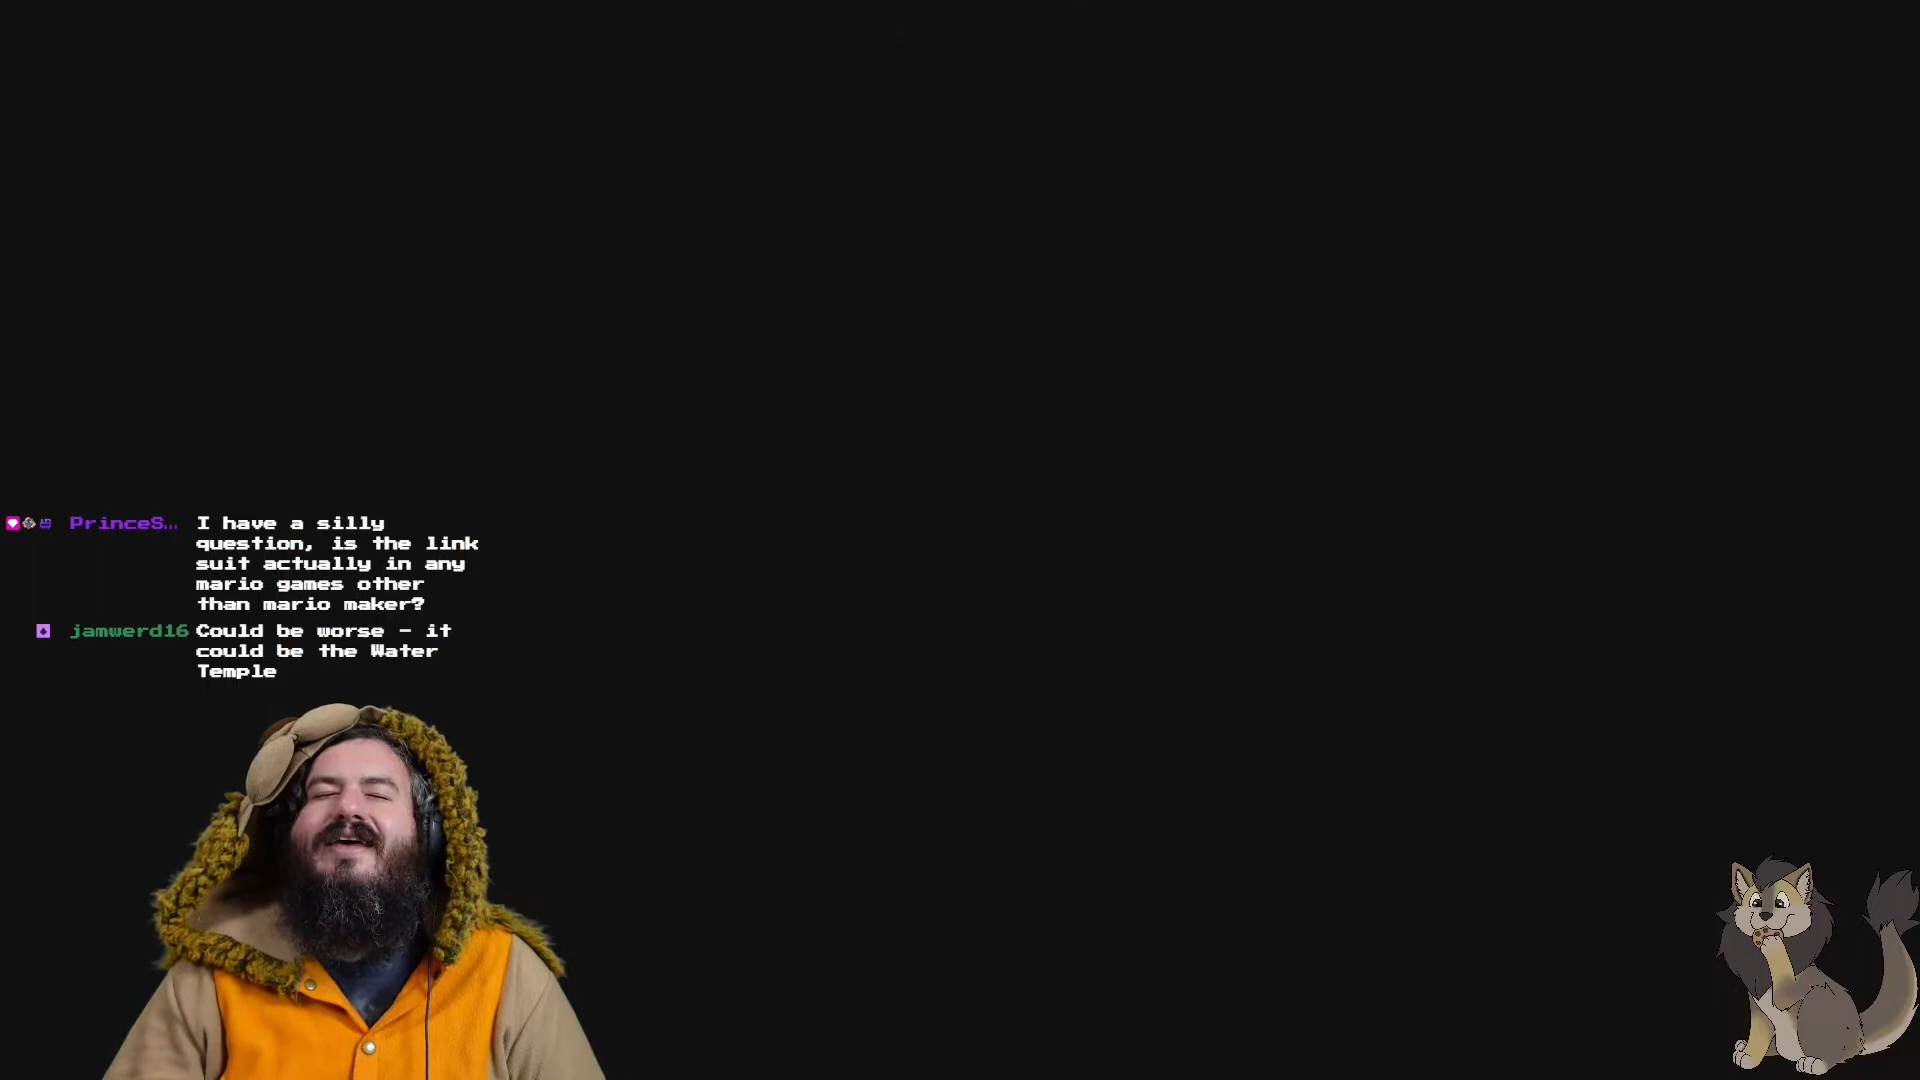 PrinceS... I have a silly
question, is the link
suit actually in any
mario games other
than mario maker?
jamwerd16 Could be worse - it
could be the Water
Temple